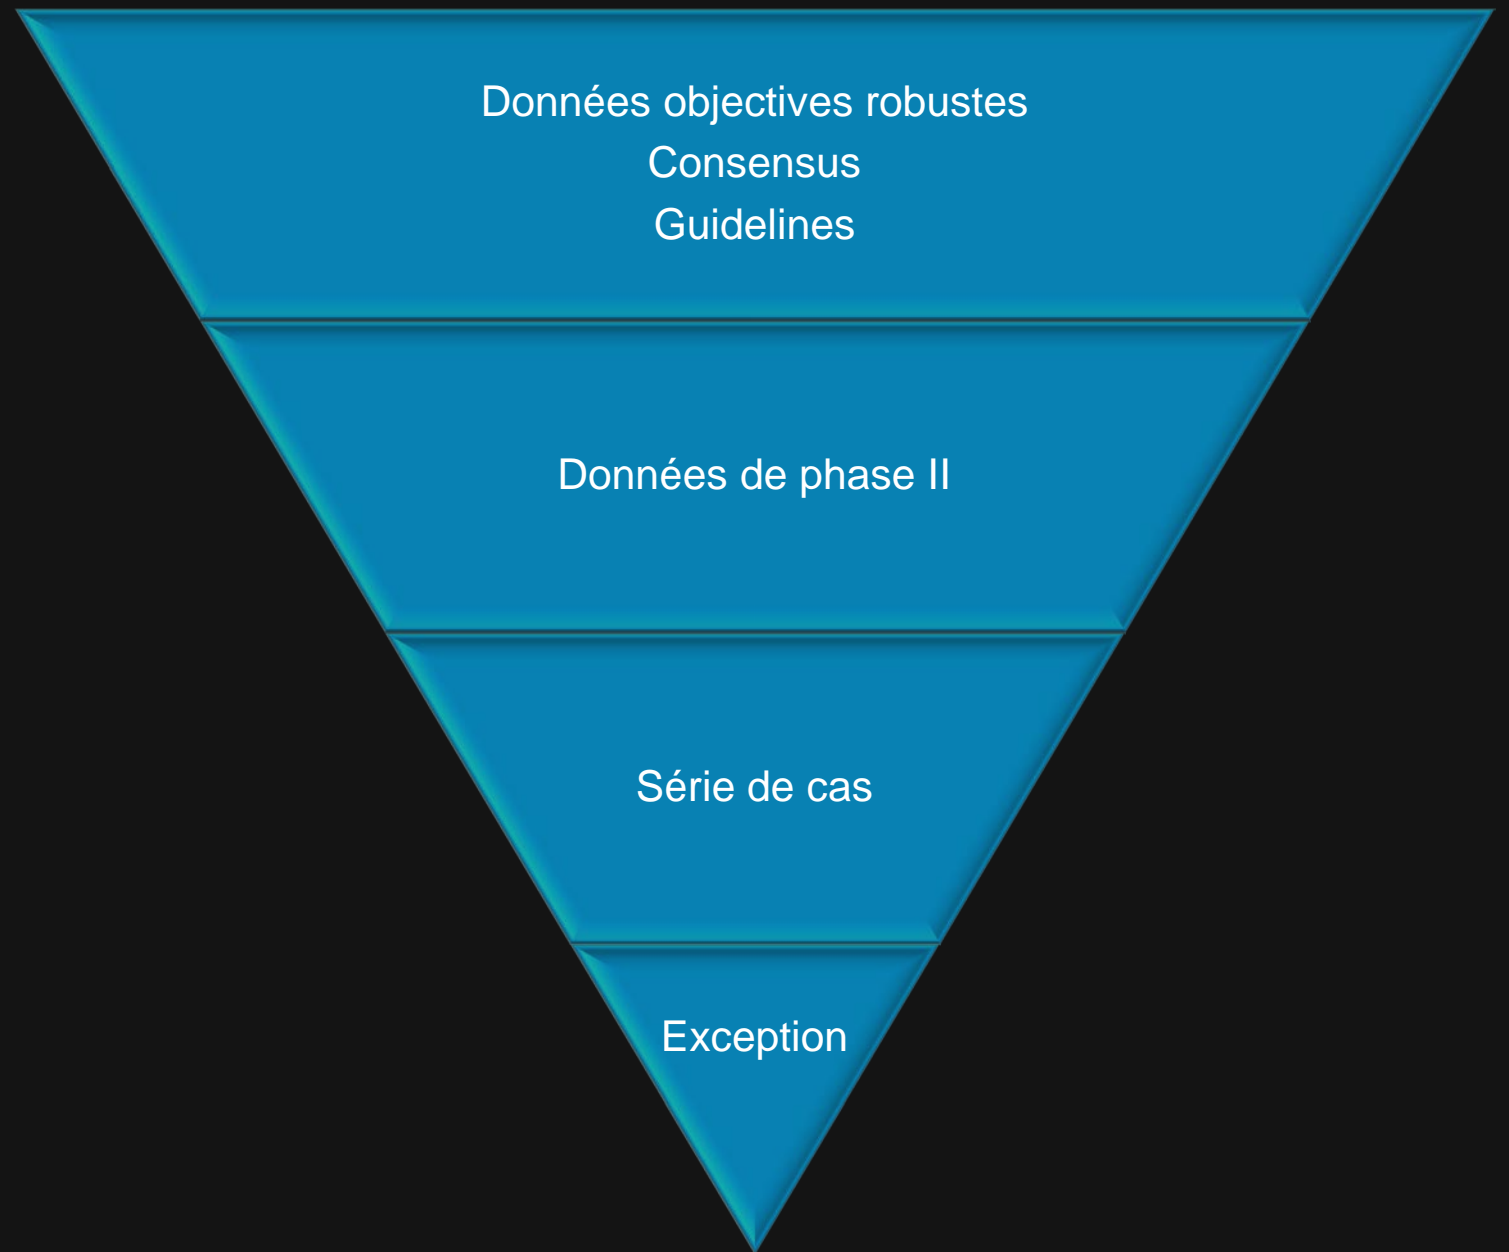 Données objectives robustes
Consensus
Guidelines
Données de phase II
Série de cas
Exception